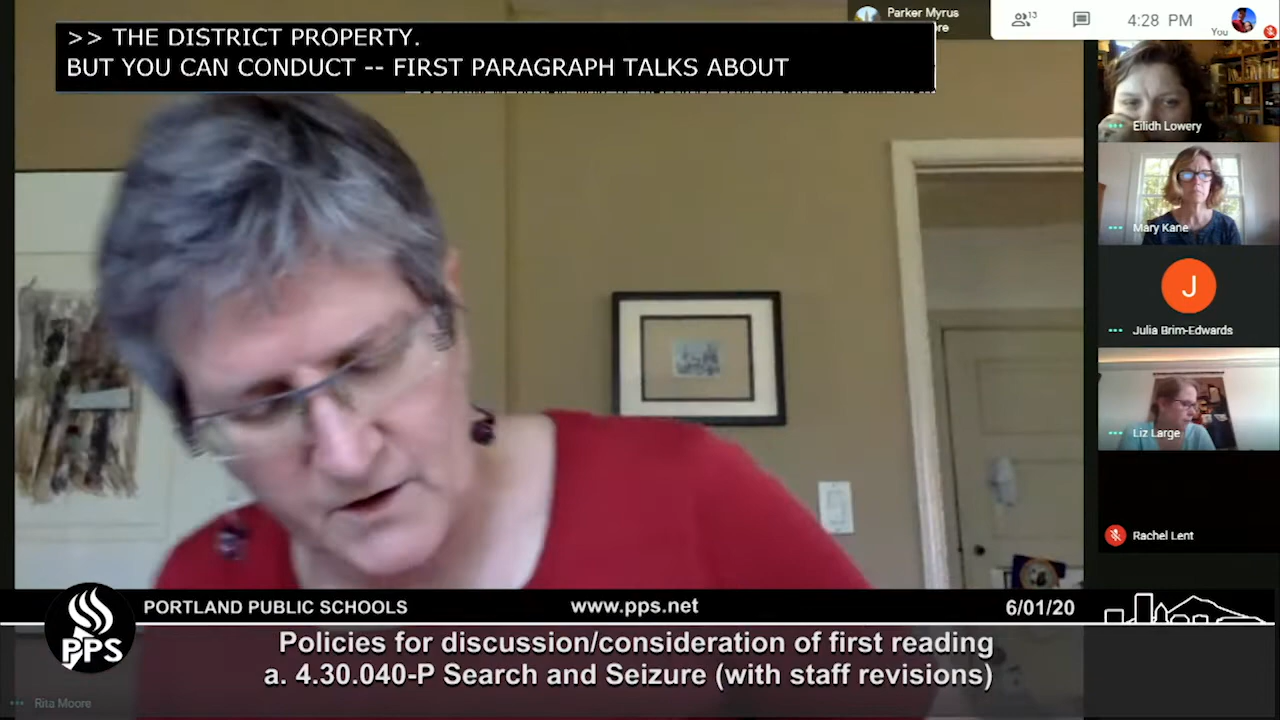 >> THE DISTRICT PROPERTY.
BUT YOU CAN CONDUCT -- FIRST PARAGRAPH TALKS ABOUT
Parker Myrus
13
4:28 PM
You
Eilidh Lowery
Mary Kane
J
Julia Brim-Edwards
Liz Large
Rachel Lent
PORTLAND PUBLIC SCHOOLS
www.pps.net
6/01/20
PPS
Policies for discussion/consideration of first reading
a. 4.30.040-P Search and Seizure (with staff revisions)
Rita Moore